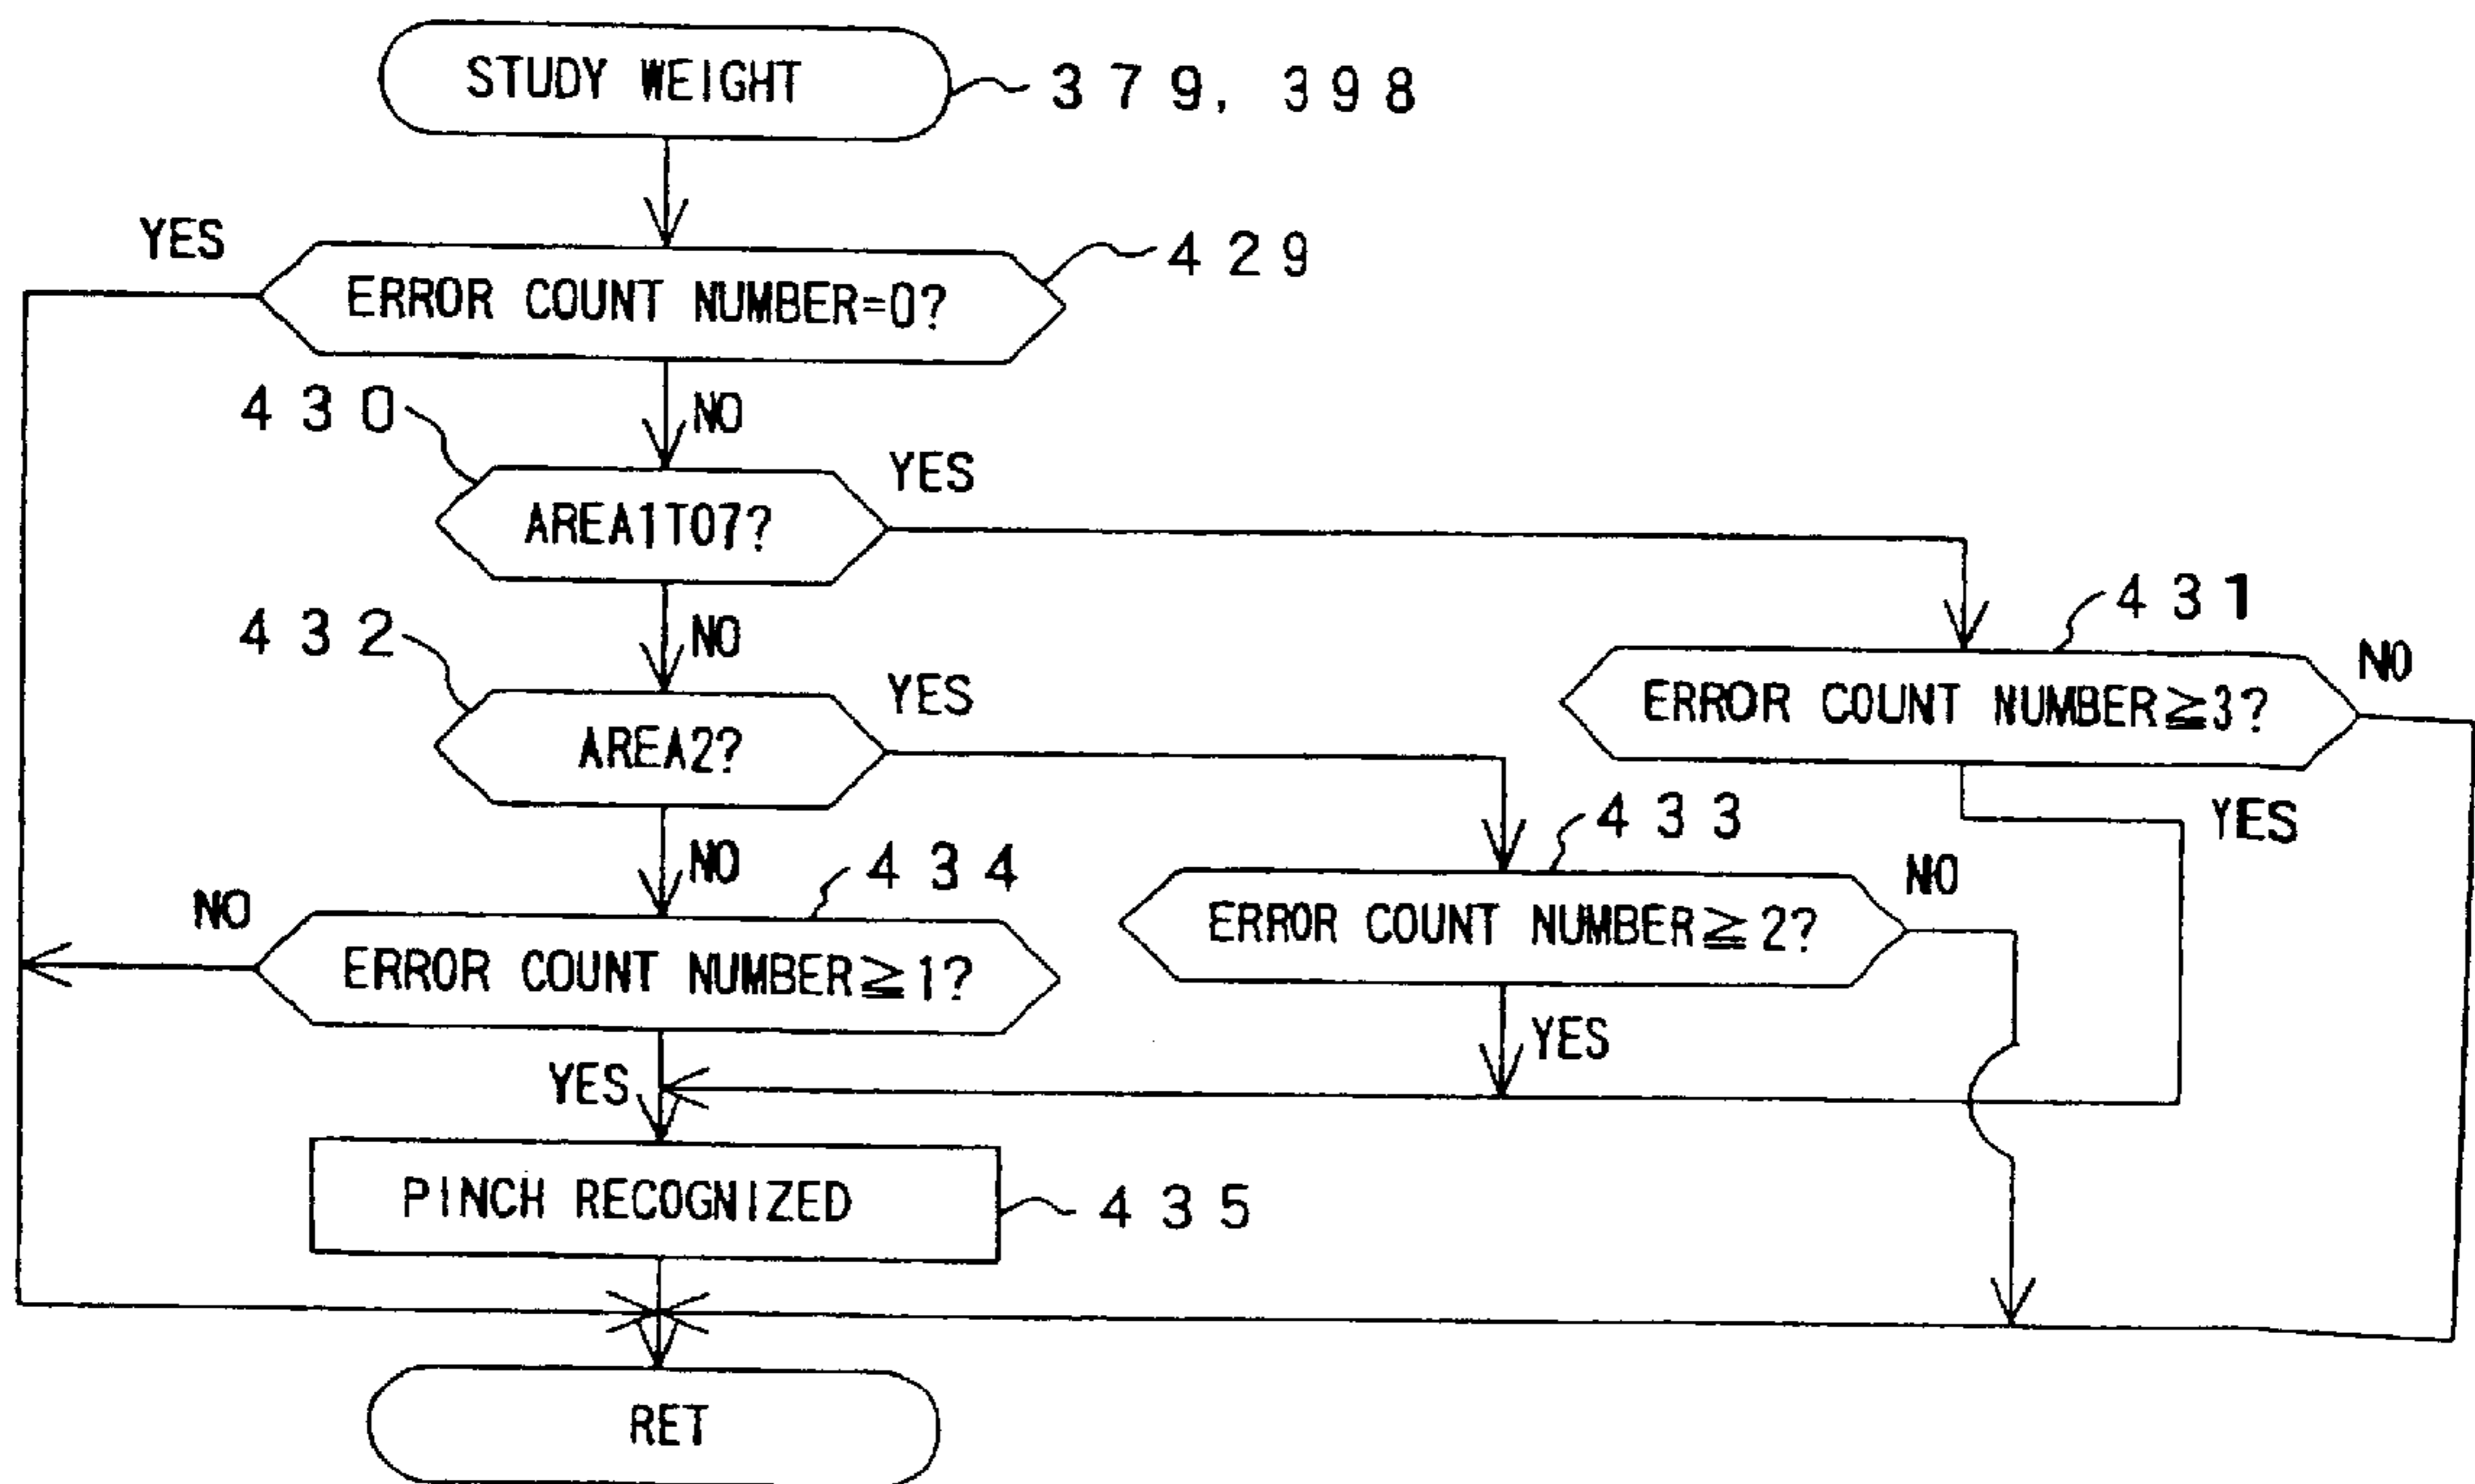 STUDY WEIGHT
379, 398
YES
ERROR COUNT NUMBER=0?
429
NO
430
AREA1TO7?
YES
NO
432
AREA2?
YES
431
ERROR COUNT NUMBER≧3?
NO
YES
NO
434
NO
ERROR COUNT NUMBER≧1?
433
ERROR COUNT NUMBER≧2?
NO
YES
YES
PINCH RECOGNIZED
435
RET